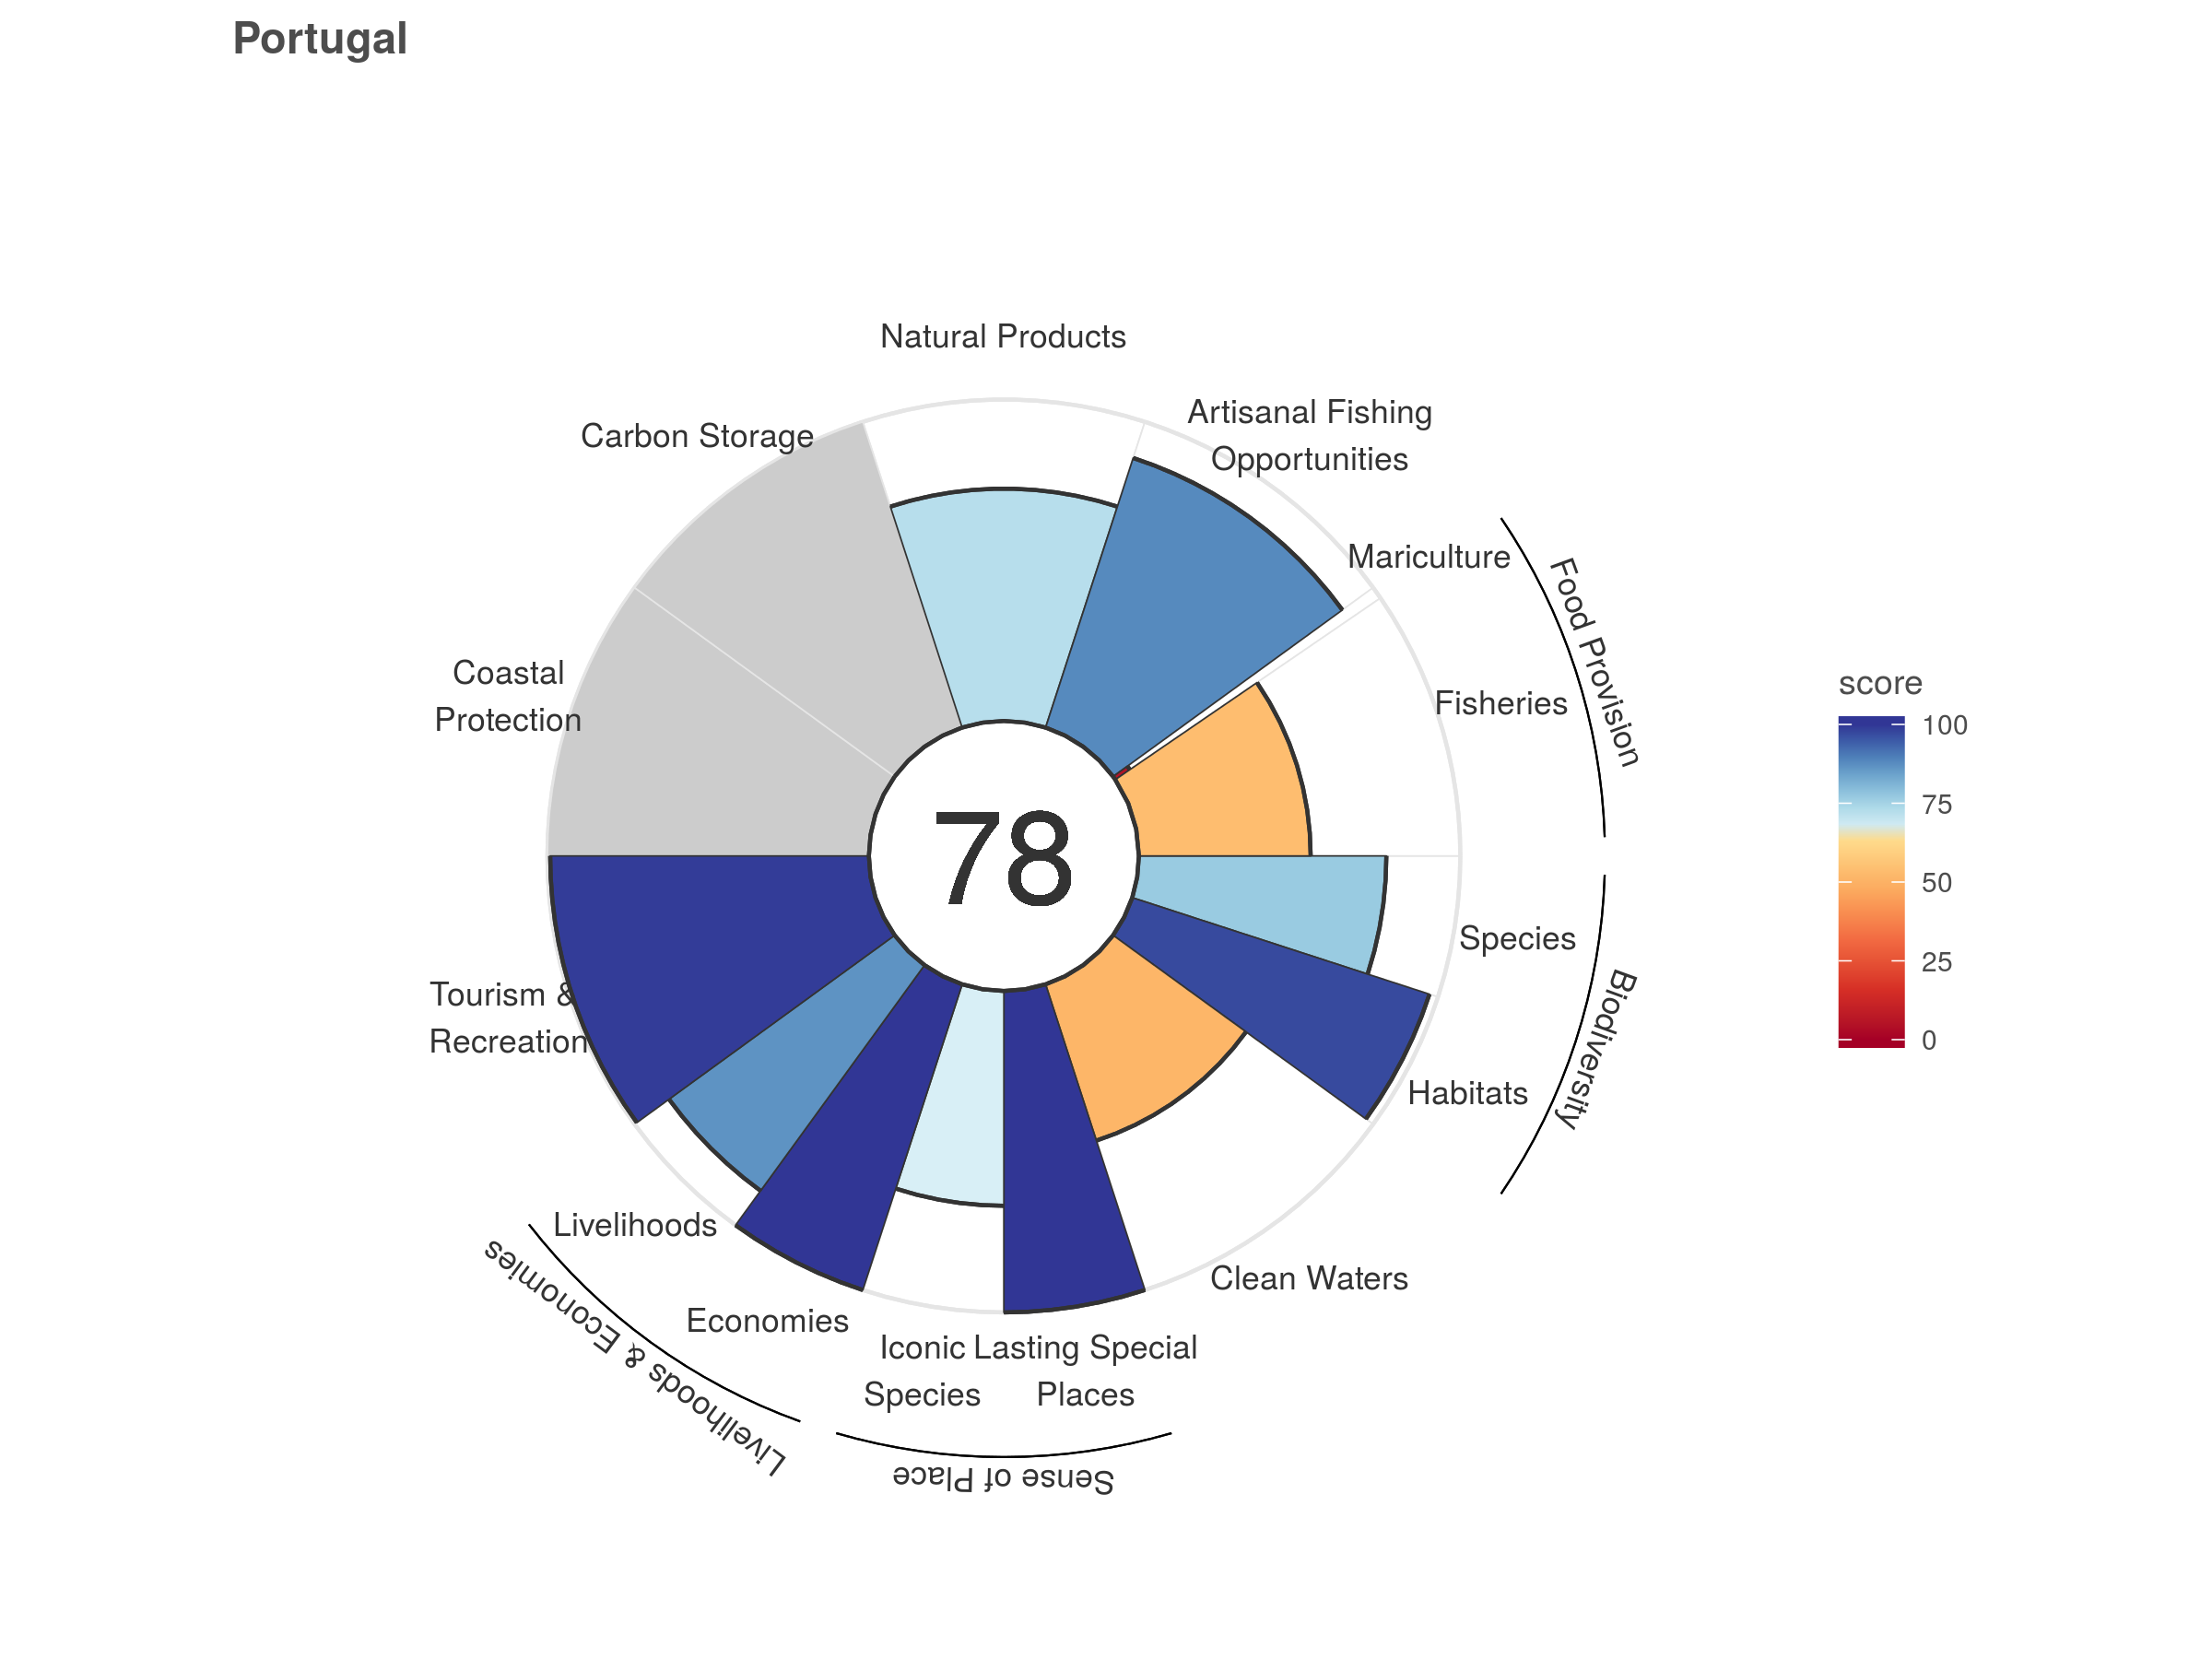 Portugal
Natural Products
Artisanal Fishing
Opportunities
Carbon Storage
Mariculture
Food Provision
Coastal
Protection
Fisheries
score
100
75
50
25
0
78
Species
Biodiversity
Tourism &
Recreation
Habitats
Livelihoods
Clean Waters
Economies
Livelihoods & Economies
Iconic
Species
Lasting Special
Places
Sense of Place